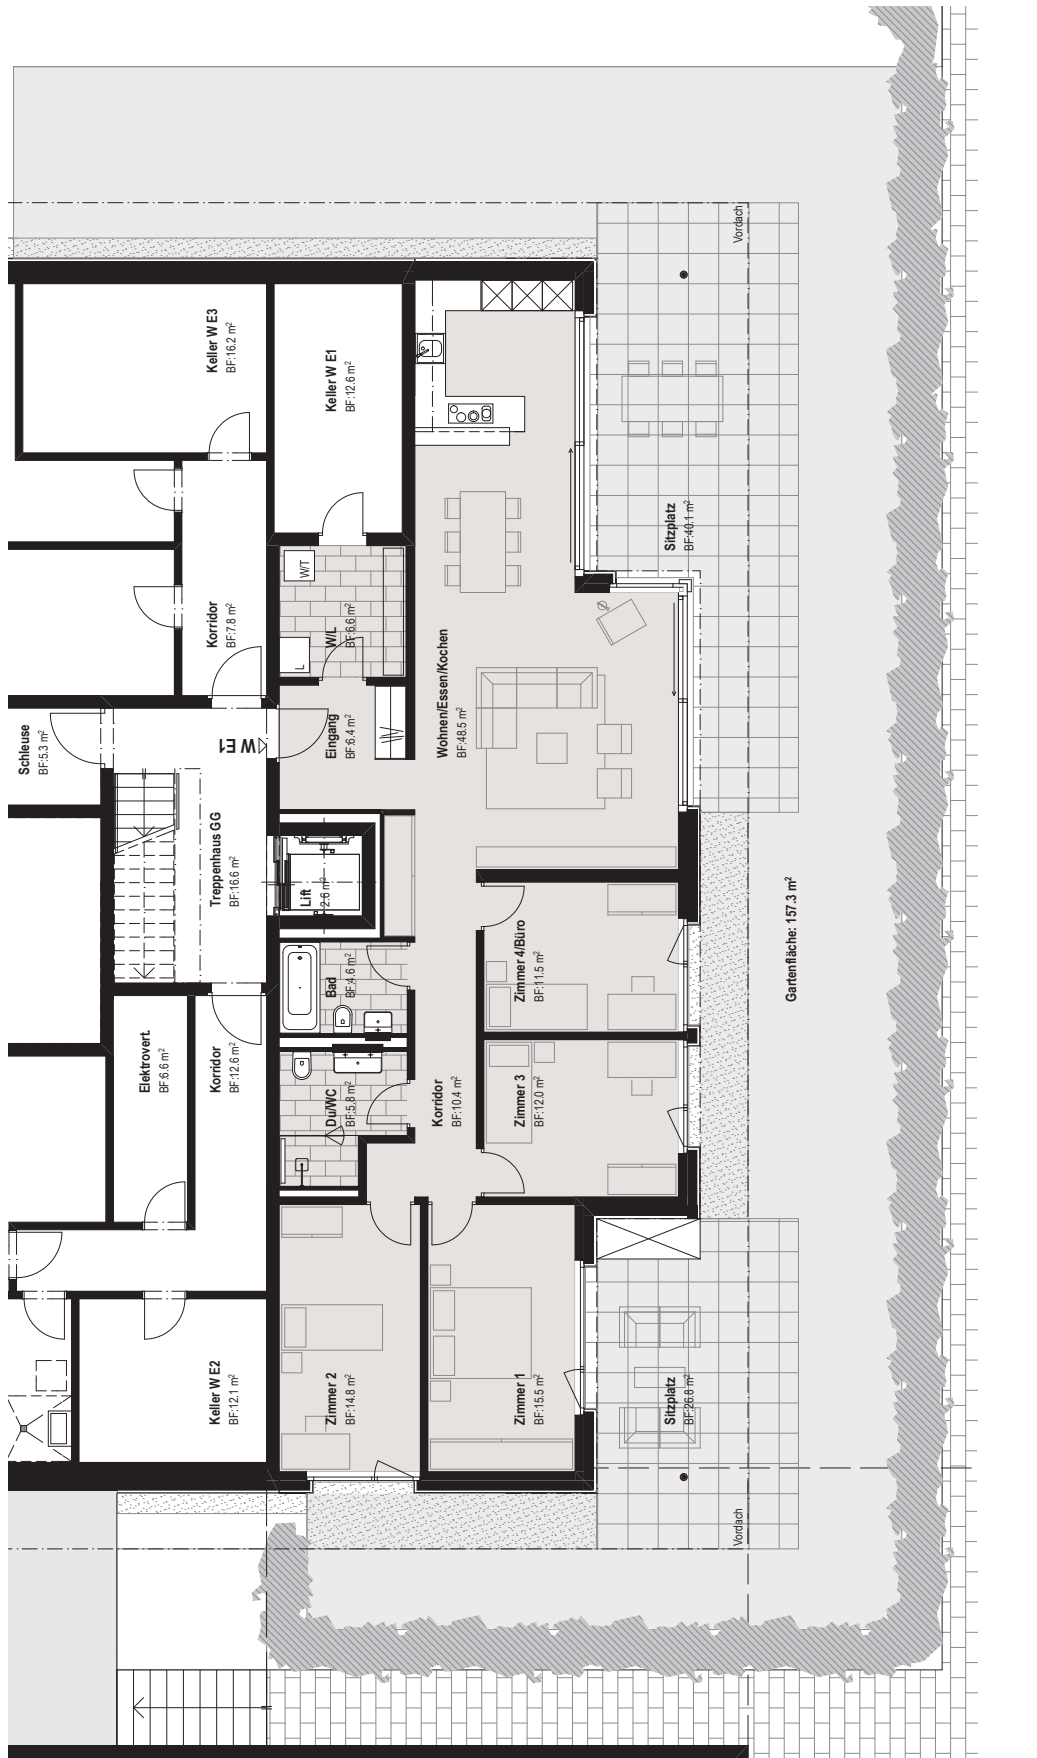 Vordach
Keller W E3
BF:16.2 m²
Keller W E1
BF:12.6 m²
Sitzplatz
BF:40.1 m²
W/T
Korridor
BF:7.8 m²
W/L
BF:6.6 m²
L
Wohnen/Essen/Kochen
BF:48.5 m²
Schleuse
BF:5.3 m²
W E1
Eingang
BF:6.4 m²
Treppenhaus GG
BF:16.6 m²
Lift
2.6 m²
Gartenfläche: 157.3 m²
Bad
BF:4.6 m²
Zimmer 4/Büro
BF:11.5 m²
Elektrovert.
BF:6.6 m²
Korridor
BF:12.6 m²
Du/WC
BF:5.8 m²
Korridor
BF:10.4 m²
Zimmer 3
BF:12.0 m²
Keller W E2
BF:12.1 m²
Zimmer 2
BF:14.8 m²
Zimmer 1
BF:15.5 m²
Sitzplatz
BF:26.8 m²
Vordach